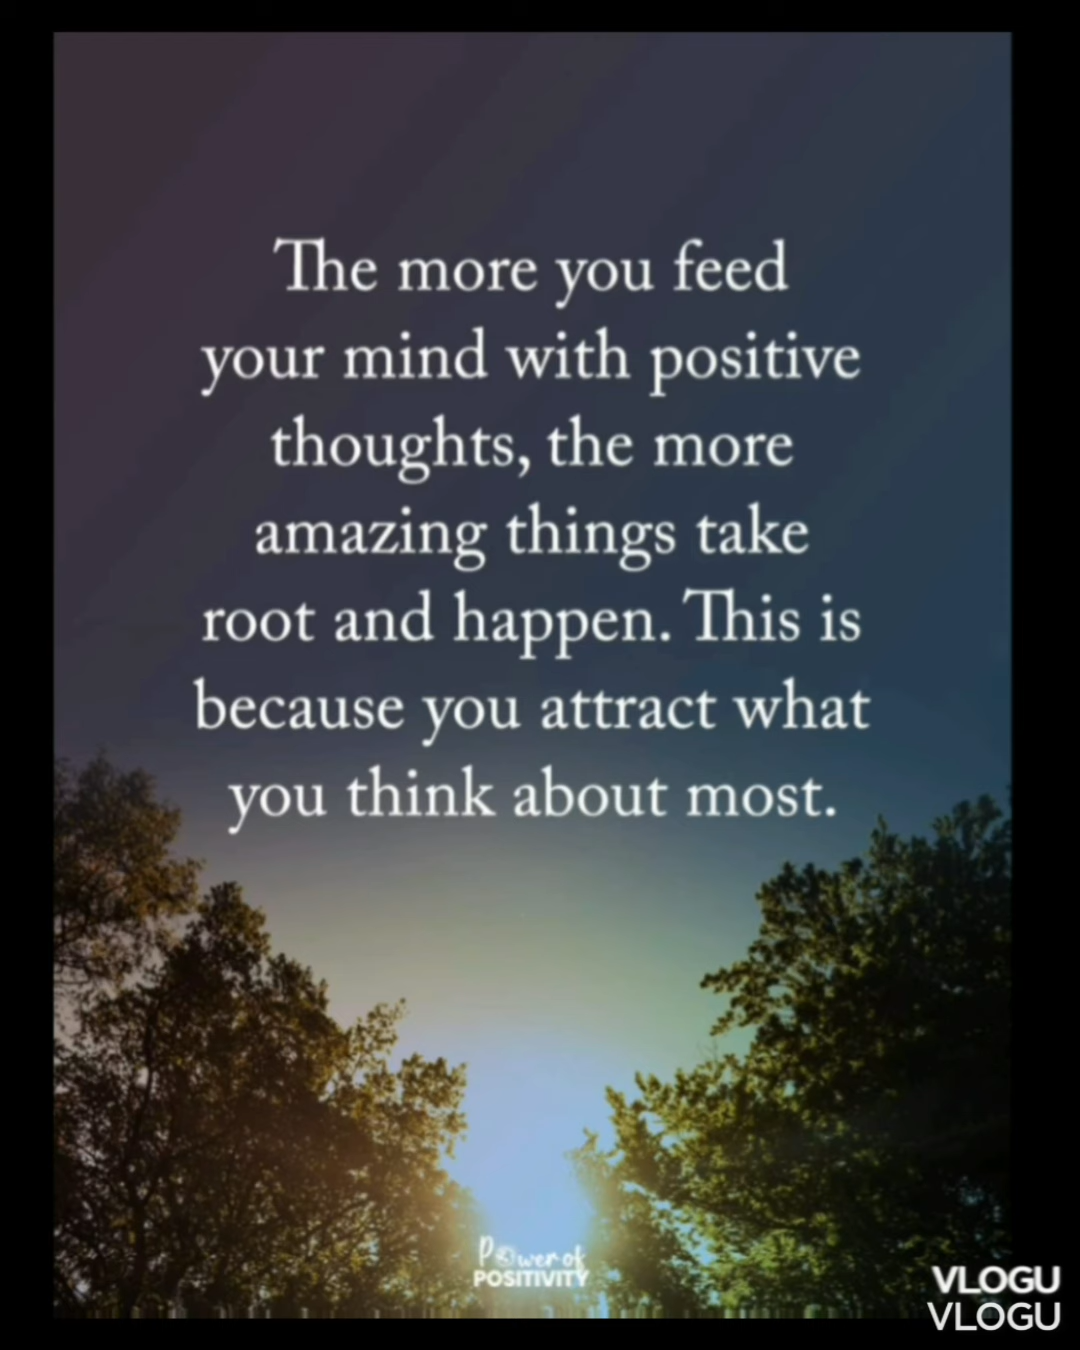 The more you feed
your mind with positive
thoughts, the more
amazing things take
root and happen. This is
because you attract what
you think about most.
Power of
POSITIVITY
VLOGU
VLOGU